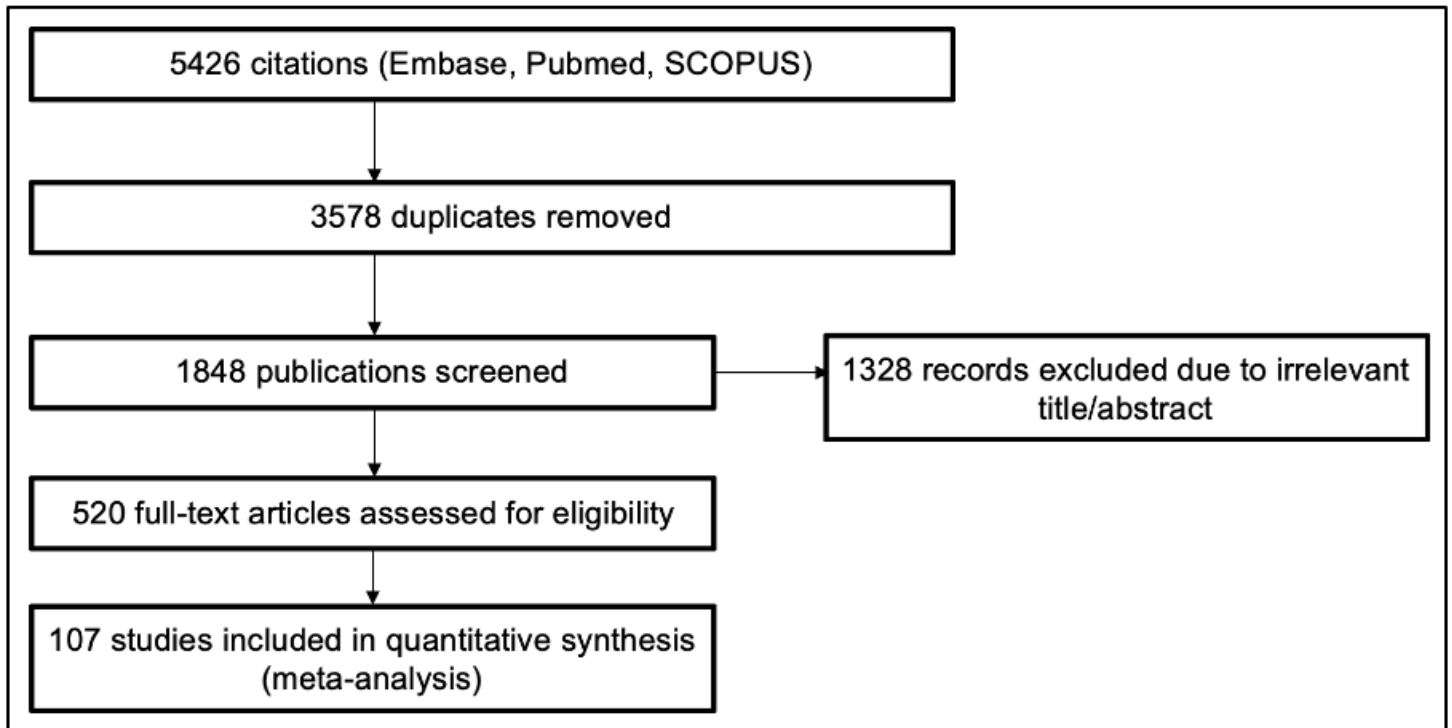 5426 citations (Embase, Pubmed, SCOPUS)
3578 duplicates removed
1848 publications screened
1328 records excluded due to irrelevant
title/abstract
520 full-text articles assessed for eligibility
107 studies included in quantitative synthesis
(meta-analysis)